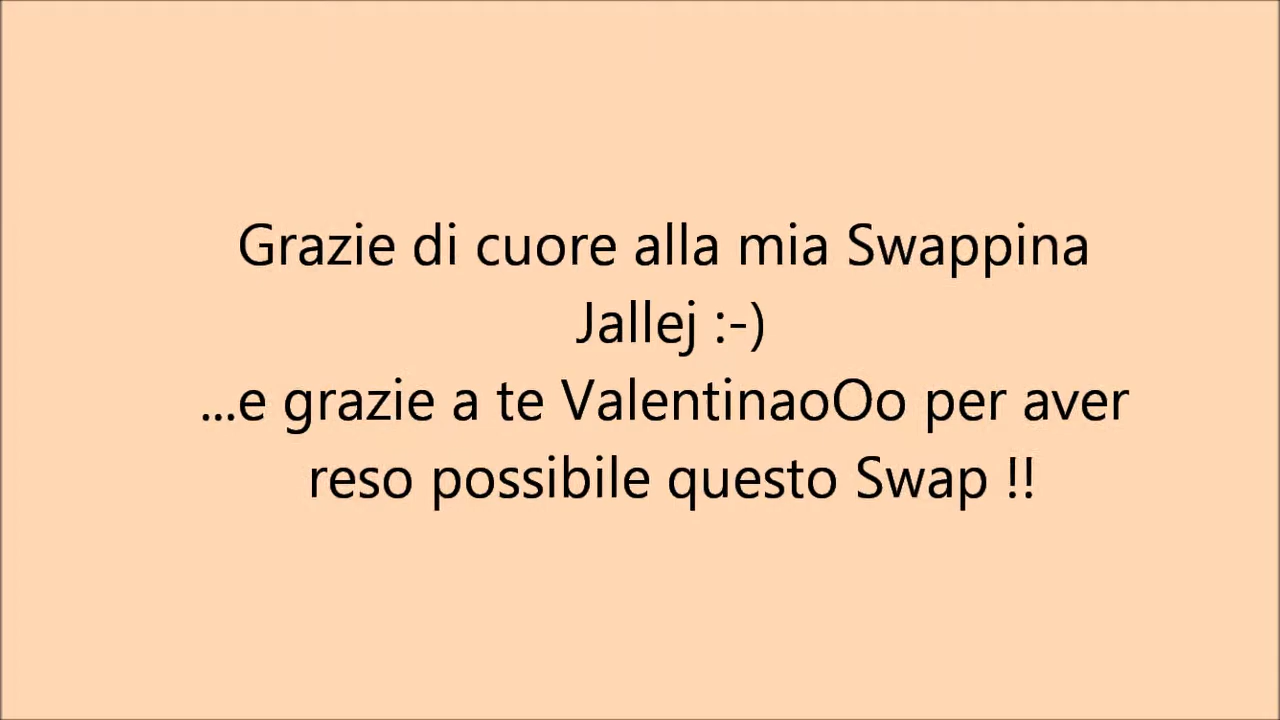 Grazie di cuore alla mia Swappina
Jallej :-)
...e grazie a te ValentinaoOo per aver
reso possibile questo Swap !!